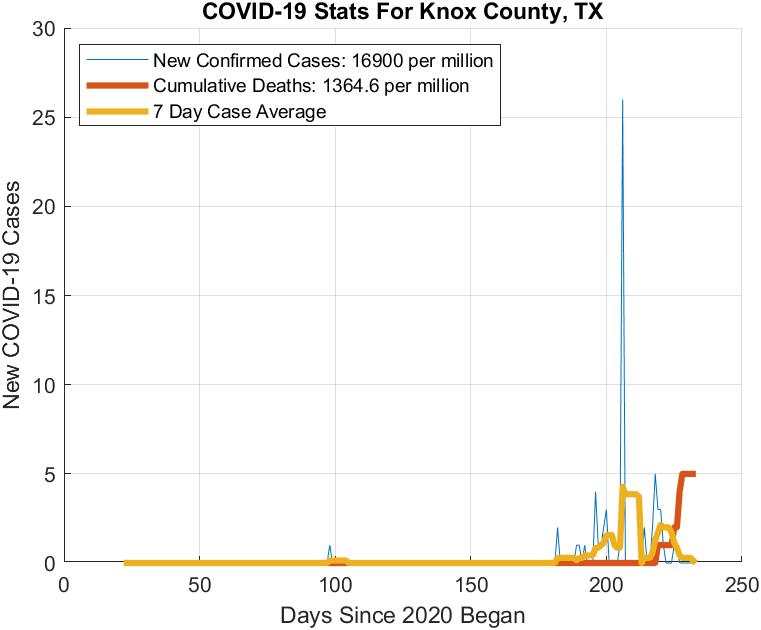 COVID-19 Stats For Knox County, TX
New Confirmed Cases: 16900 per million
Cumulative Deaths: 1364.6 per million
7 Day Case Average
New COVID-19 Cases
30
25
20
15
10
5
0
0 50 100 150 200 250
Days Since 2020 Began